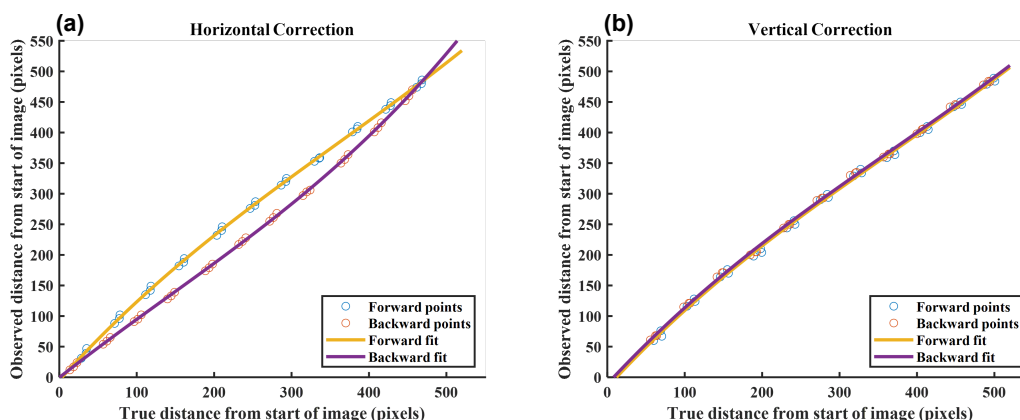 (a)
Horizontal Correction
Observed distance from start of image (pixels)
550
500
450
400
350
300
250
200
150
100
50
0
0 100 200 300 400 500
True distance from start of image (pixels)
Forward points
Backward points
Forward fit
Backward fit
(b)
Vertical Correction
Observed distance from start of image (pixels)
550
500
450
400
350
300
250
200
150
100
50
0
0 100 200 300 400 500
True distance from start of image (pixels)
Forward points
Backward points
Forward fit
Backward fit